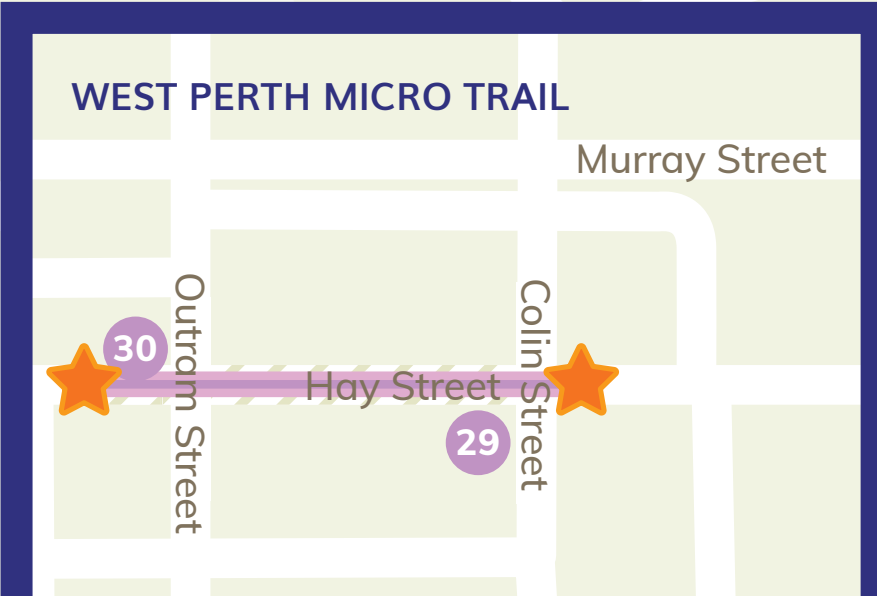 WEST PERTH MICRO TRAIL
Murray Street
Outram Street
Colin Street
30
Hay Street
29